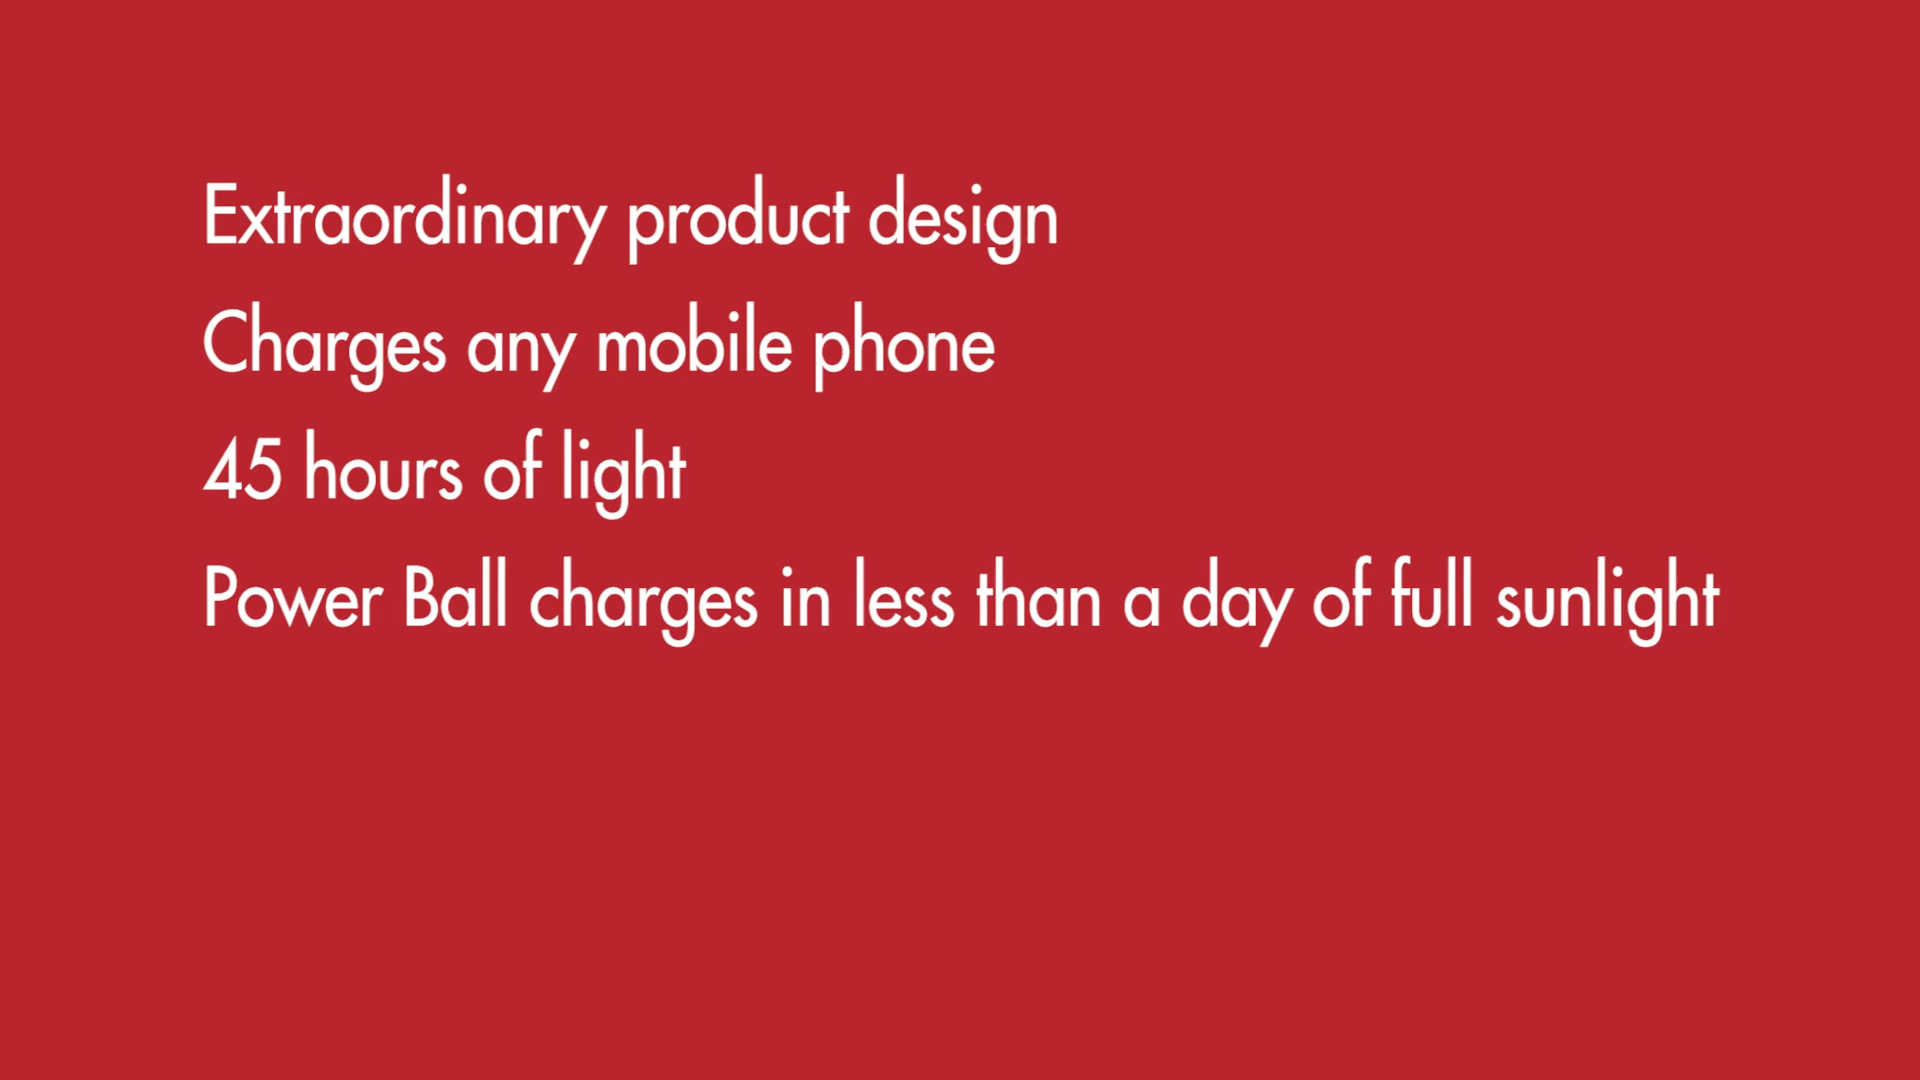 Extraordinary product design
Charges any mobile phone
45 hours of light
Power Ball charges in less than a day of full sunlight